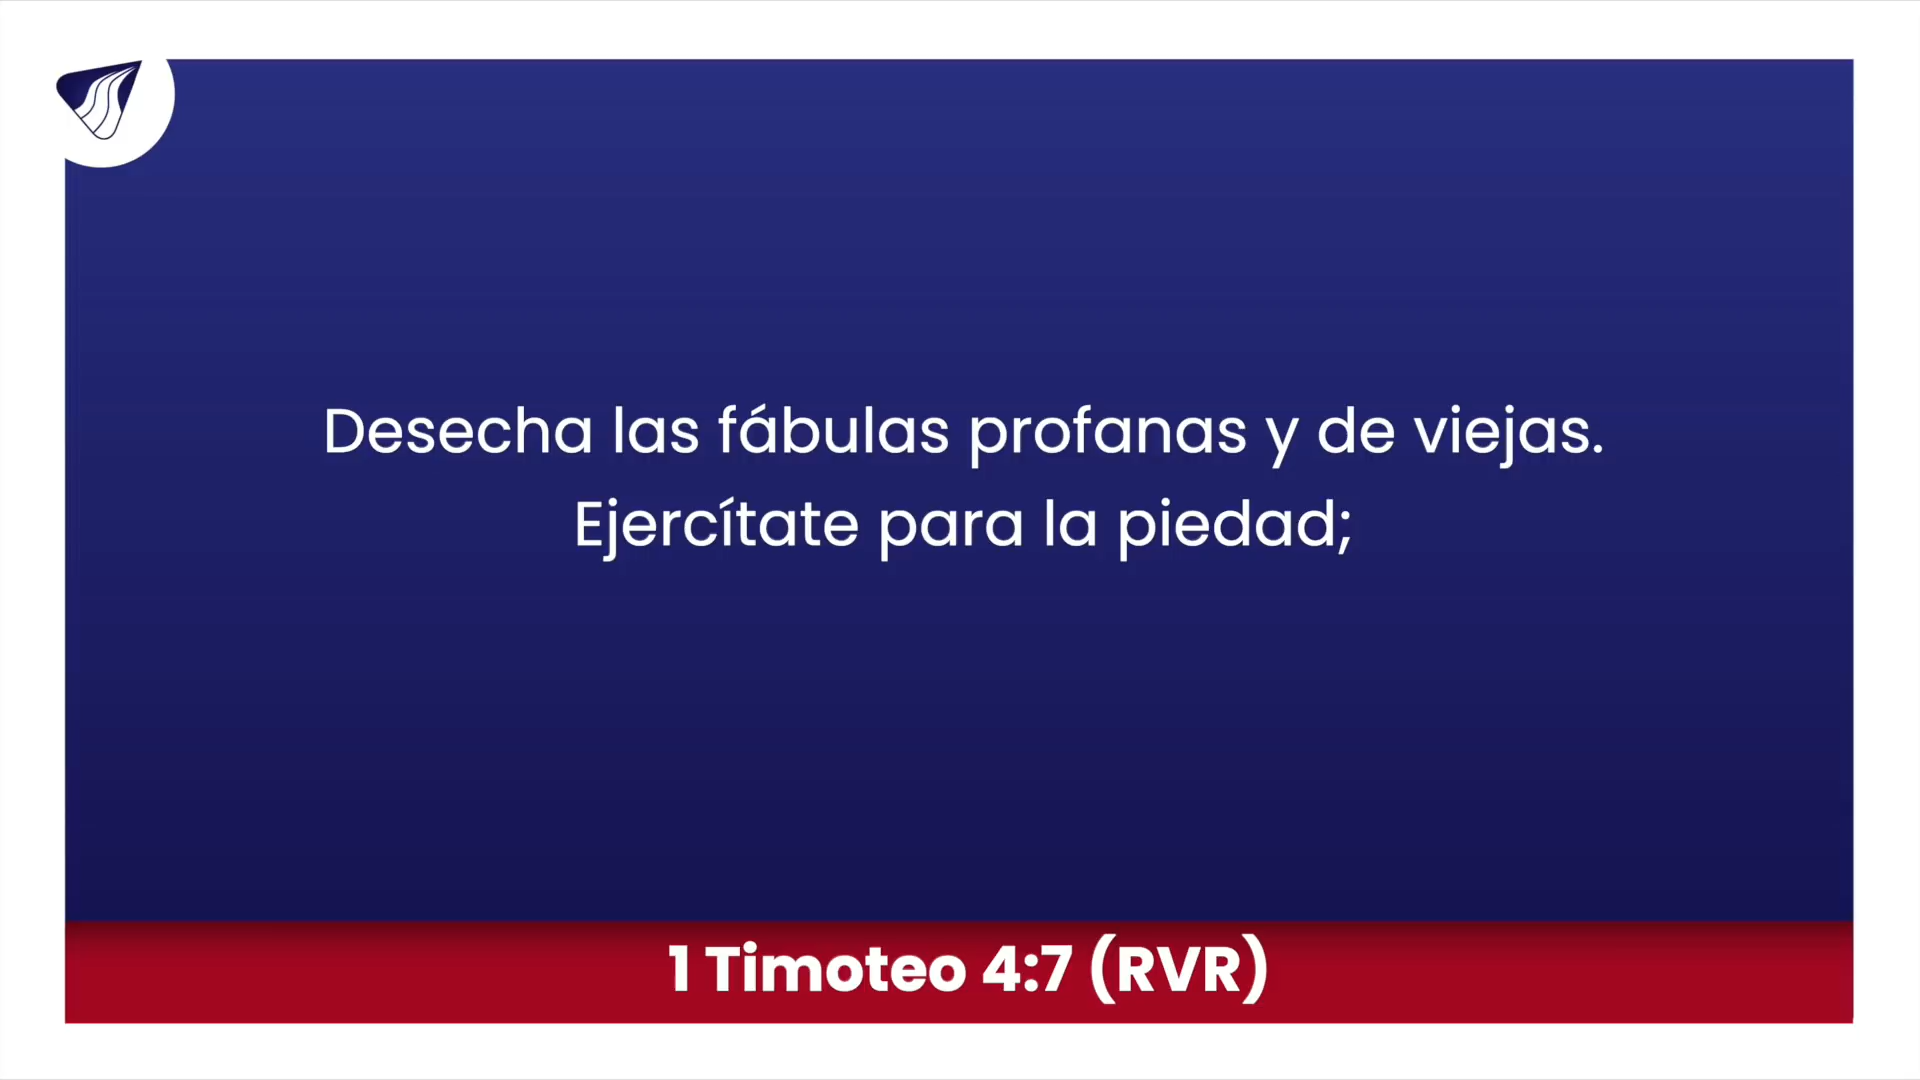 Desecha las fábulas profanas y de viejas.
Ejercítate para la piedad;
1 Timoteo 4:7 (RVR)